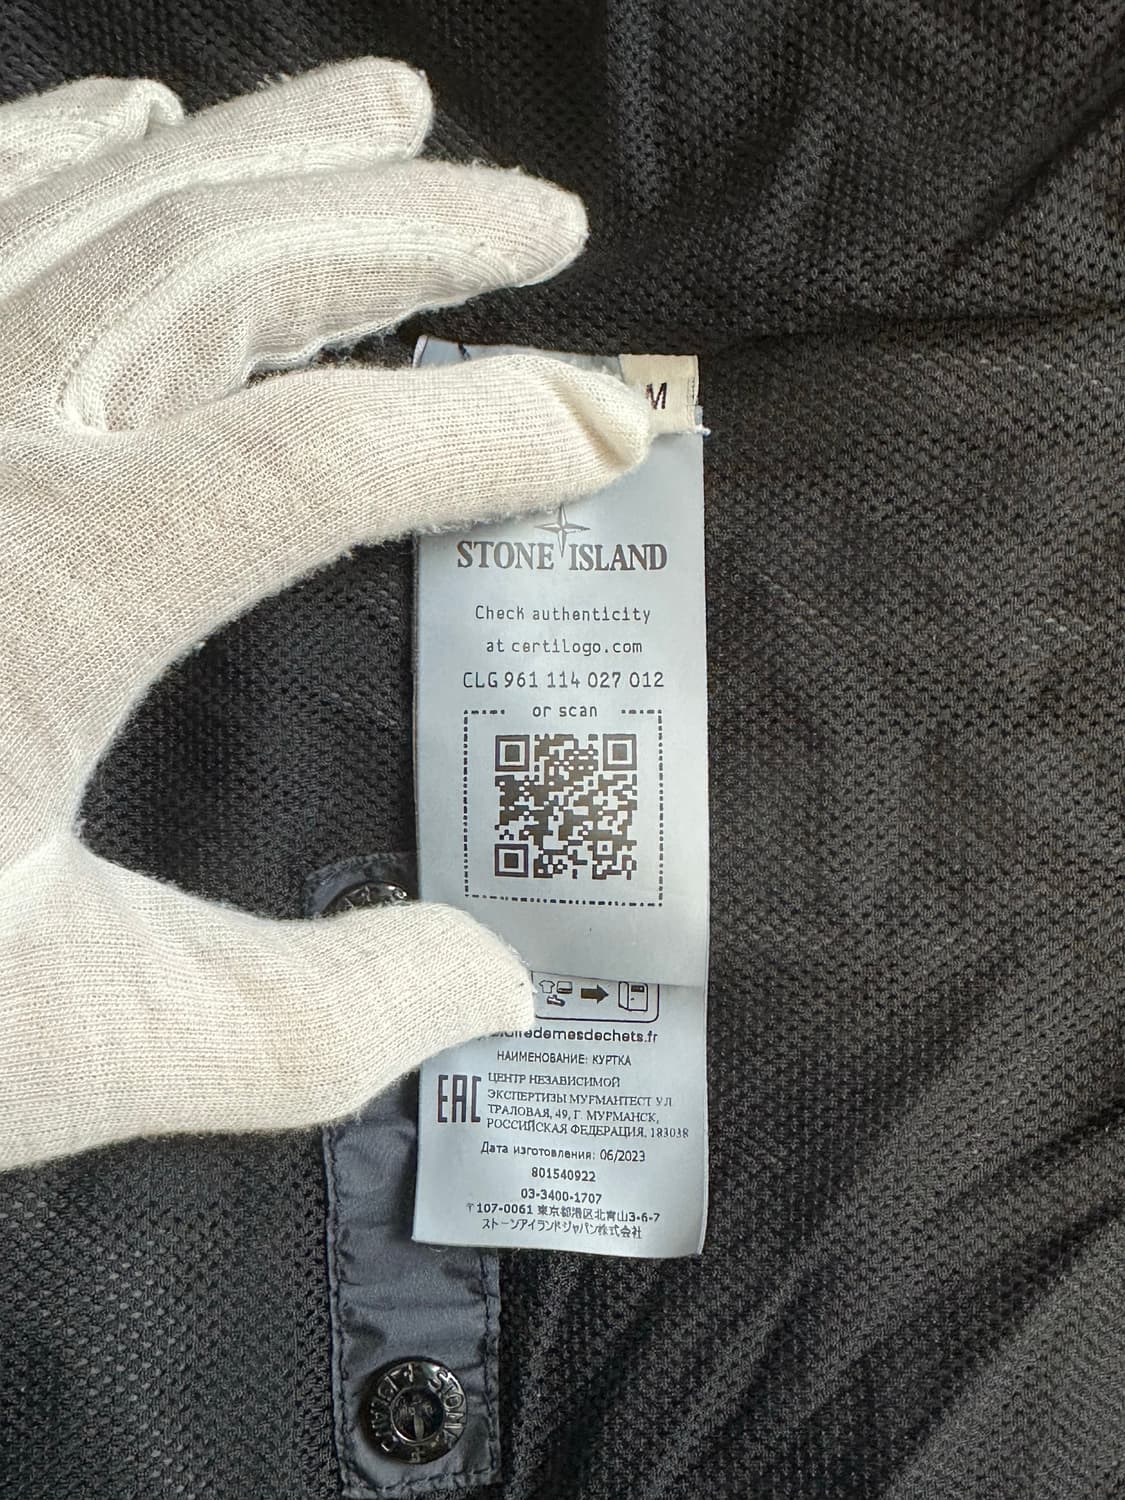 M
STONE ISLAND
Check authenticity
at certilogo.com
CLG 961 114 027 012
or scan
НАИМЕНОВАНИЕ: КУРТКА
EAC
ЦЕНТР НЕЗАВИСИМОЙ
ЭКСПЕРТИЗЫ МУРМАНТЕСТ УЛ
ТРАЛОВАЯ, 49, Г. МУРМАНСК,
РОССИЙСКАЯ ФЕДЕРАЦИЯ, 183038
Дата изготовления: 06/2023
801540922
03-3400-1707
〒107-0061 東京都港区北青山3-6-7
ストーンアイランドジャパン株式会社
STONE ISLAND